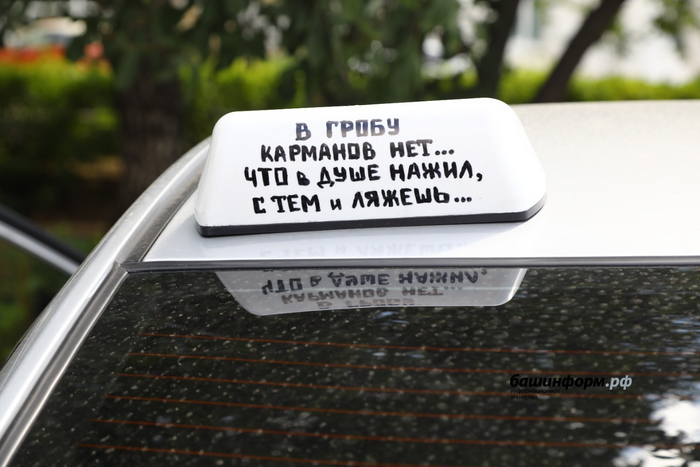 В ГРОБУ
КАРМАНОВ НЕТ...
ЧТО в ДУШЕ НАЖИЛ,
С ТЕМ и ЛЯЖЕШЬ...
башинформ.рф